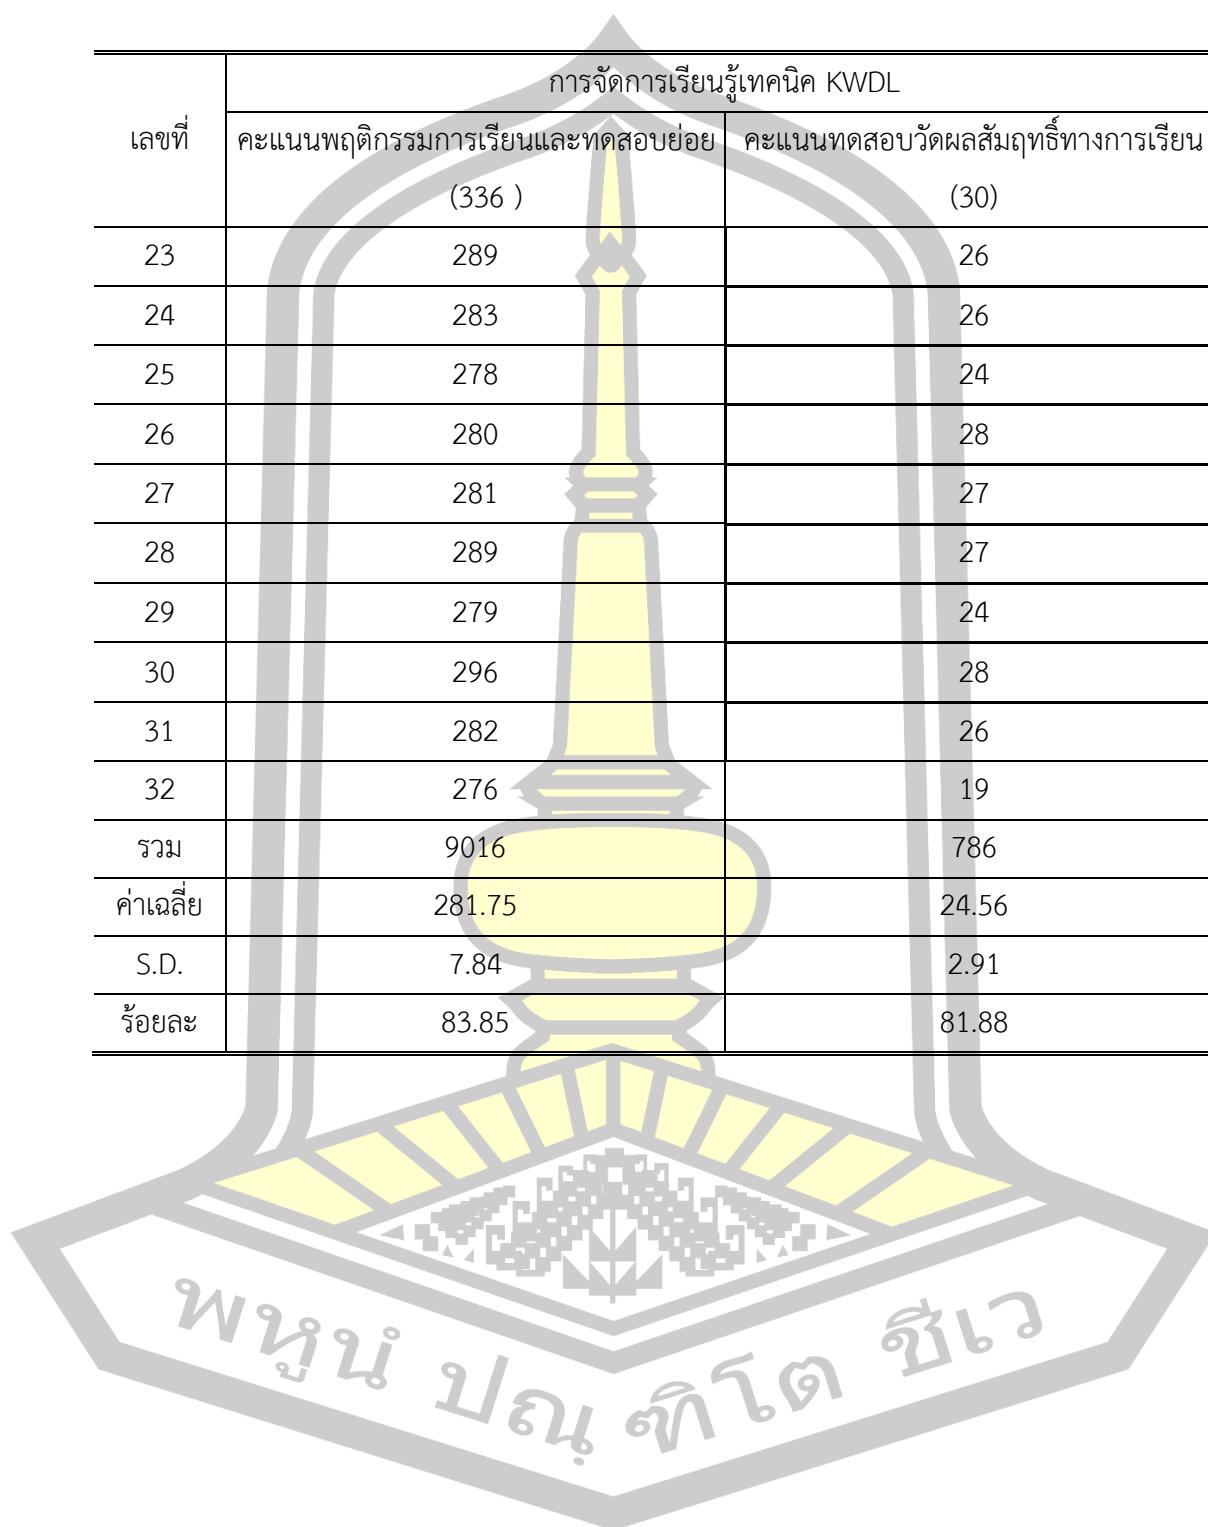 การจัดการเรียนรู้เทคนิค KWDL
เลขที่ คะแนนพฤติกรรมการเรียนและทดสอบย่อย คะแนนทดสอบวัดผลสัมฤทธิ์ทางการเรียน
(336 ) (30)
23 289 26
24 283 26
25 278 24
26 280 28
27 281 27
28 289 27
29 279 24
30 296 28
31 282 26
32 276 19
รวม 9016 786
ค่าเฉลี่ย 281.75 24.56
S.D. 7.84 2.91
ร้อยละ 83.85 81.88
พหูนํ ปณฺฑิโต ชีเว